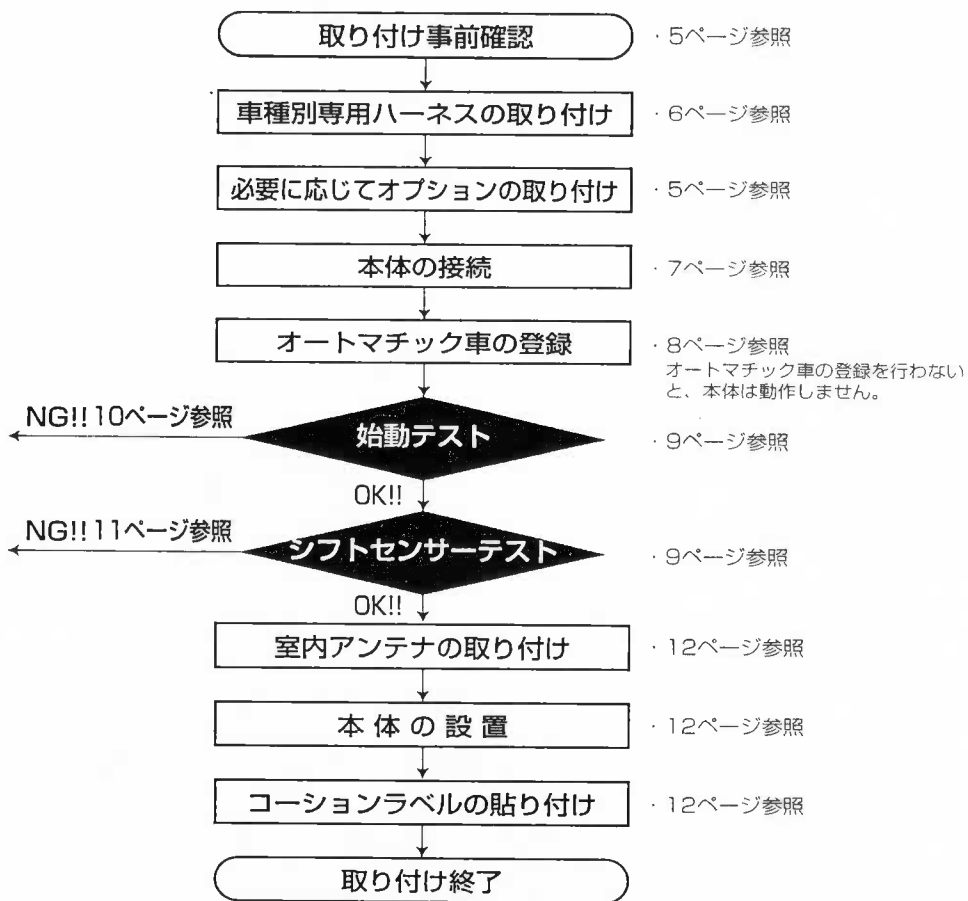 取り付け事前確認
・5ページ参照
車種別専用ハーネスの取り付け
・6ページ参照
必要に応じてオプションの取り付け
・5ページ参照
本体の接続
・7ページ参照
オートマチック車の登録
・8ページ参照
オートマチック車の登録を行わない
と、本体は動作しません。
NG!!10ページ参照
始動テスト
・9ページ参照
OK!!
NG!!11ページ参照
シフトセンサーテスト
・9ページ参照
OK!!
室内アンテナの取り付け
・12ページ参照
本体の設置
・12ページ参照
コーションラベルの貼り付け
・12ページ参照
取り付け終了